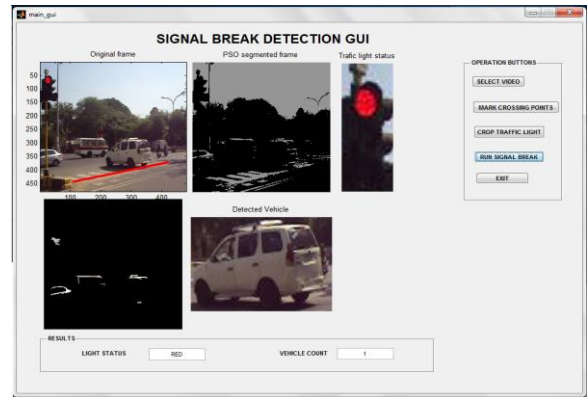 main_gui
SIGNAL BREAK DETECTION GUI
Original frame
PSO segmented frame
Trafic light status
50
100
150
200
250
300
350
400
450
100 200 300 400
Detected Vehicle
OPERATION BUTTONS
SELECT VIDEO
MARK CROSSING POINTS
CROP TRAFFIC LIGHT
RUN SIGNAL BREAK
EXIT
RESULTS
LIGHT STATUS RED VEHICLE COUNT 1